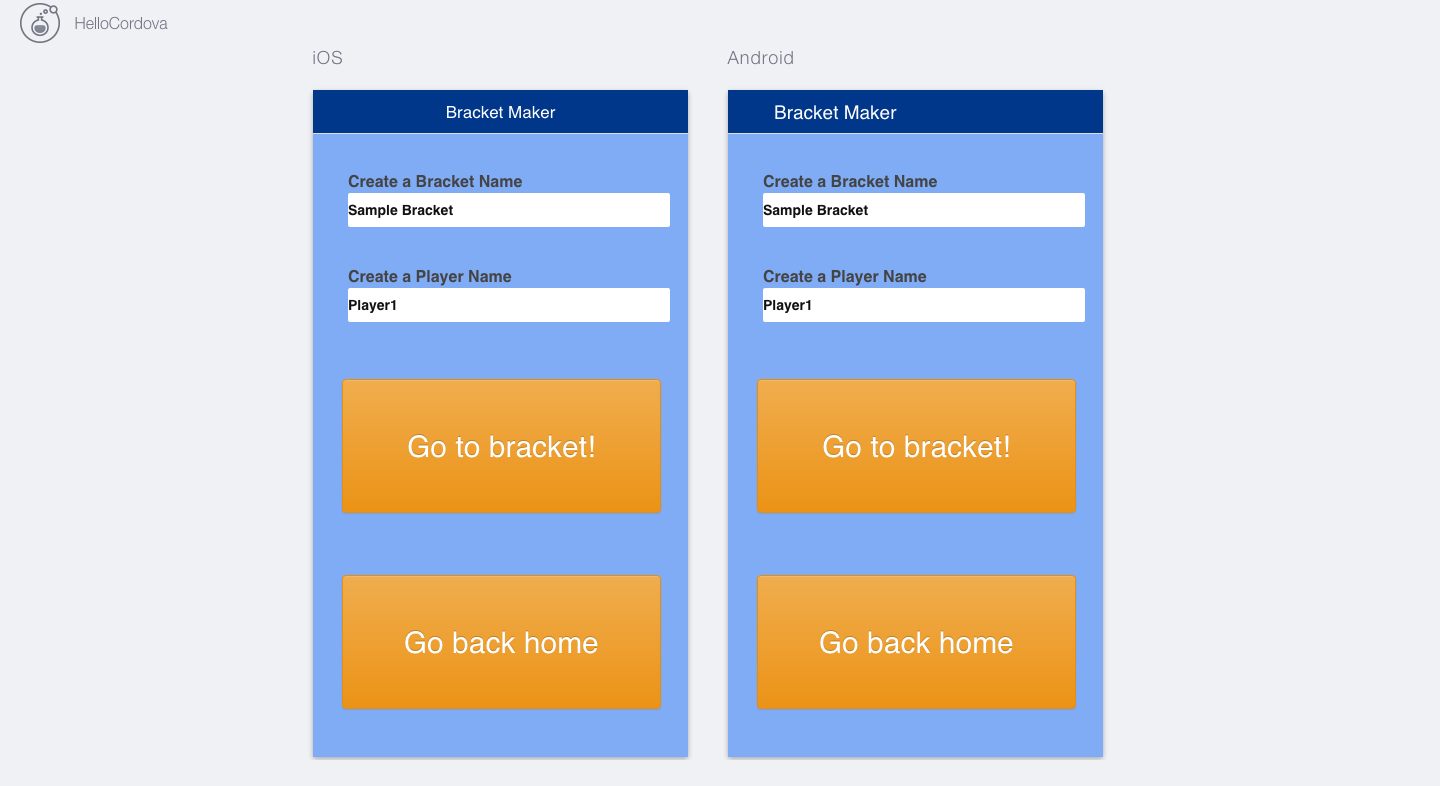 HelloCordova
iOS
Bracket Maker
Create a Bracket Name
Sample Bracket
Create a Player Name
Player1
Go to bracket!
Go back home
Android
Bracket Maker
Create a Bracket Name
Sample Bracket
Create a Player Name
Player1
Go to bracket!
Go back home